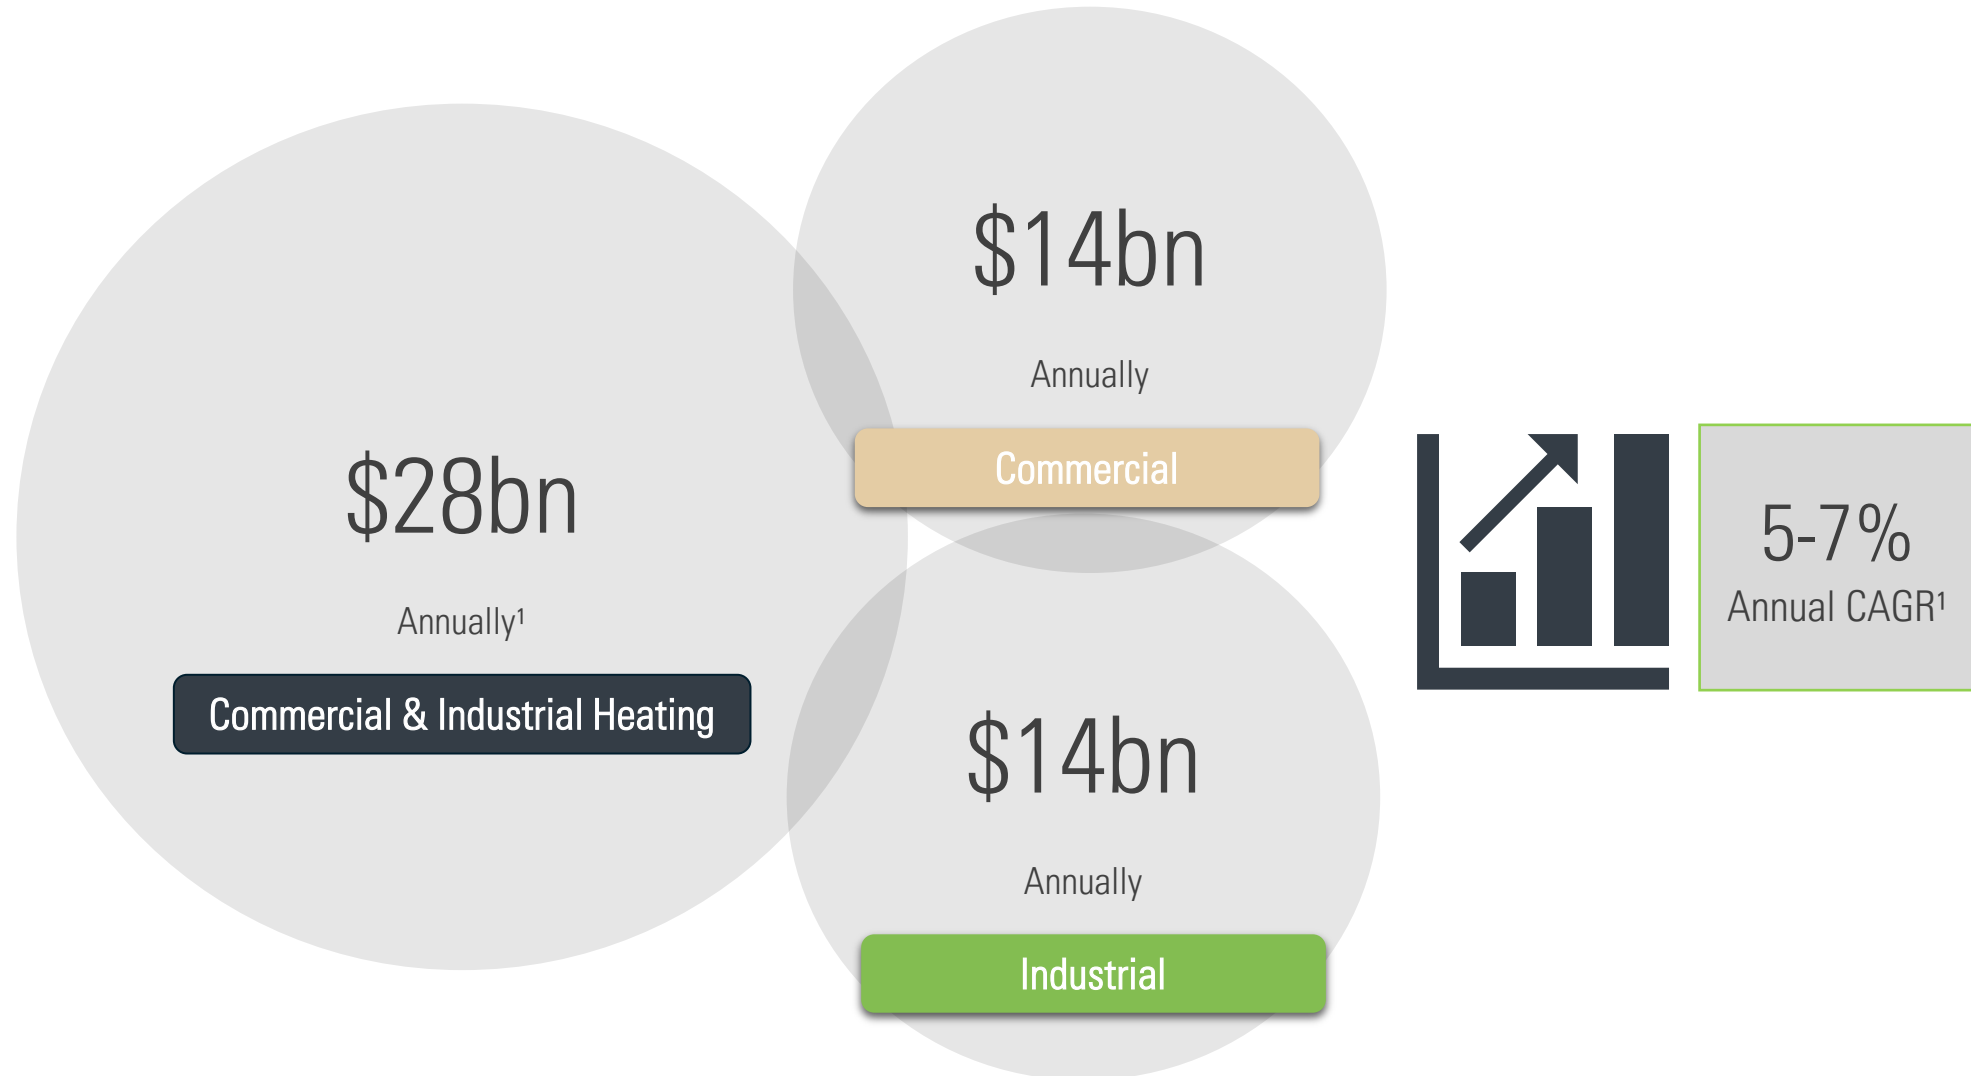 $28bn
Annually¹
Commercial & Industrial Heating
$14bn
Annually
Commercial
$14bn
Annually
Industrial
5-7%
Annual CAGR¹